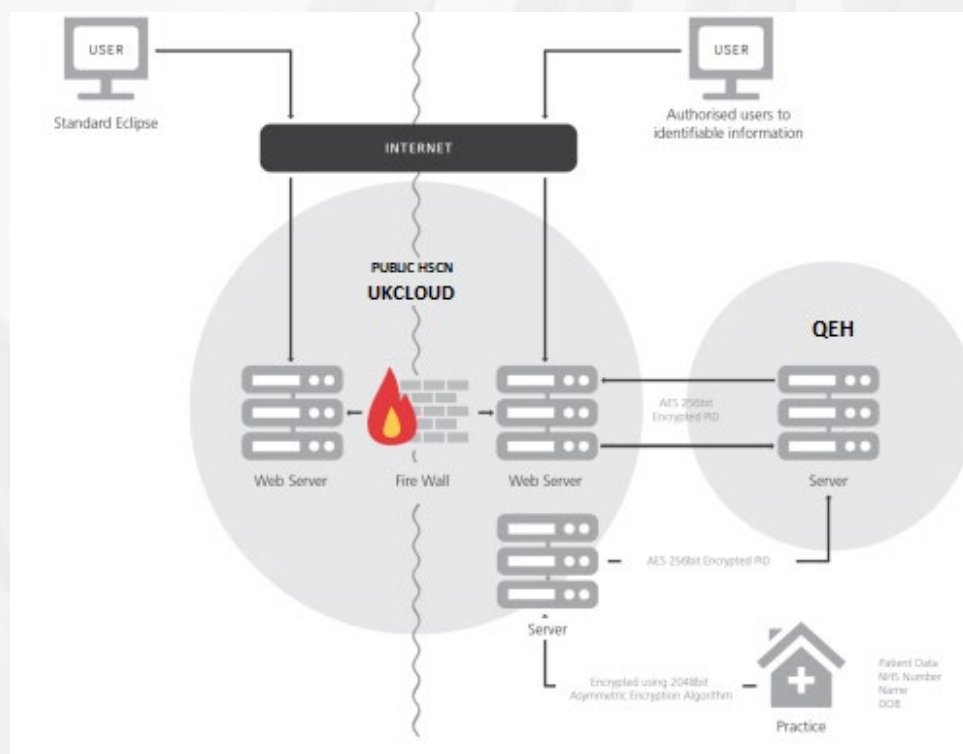 USER
USER
Standard Eclipse
Authorised users to
identifiable information
INTERNET
PUBLIC HSCN
UKCLOUD
QEH
AES 256bit
Encrypted PID
Web Server
Fire Wall
Web Server
Server
AES 256bit Encrypted PID
Server
Encrypted using 2048bit
Asymmetric Encryption Algorithm
Patient Data
NHS Number
Name
DOB
Practice